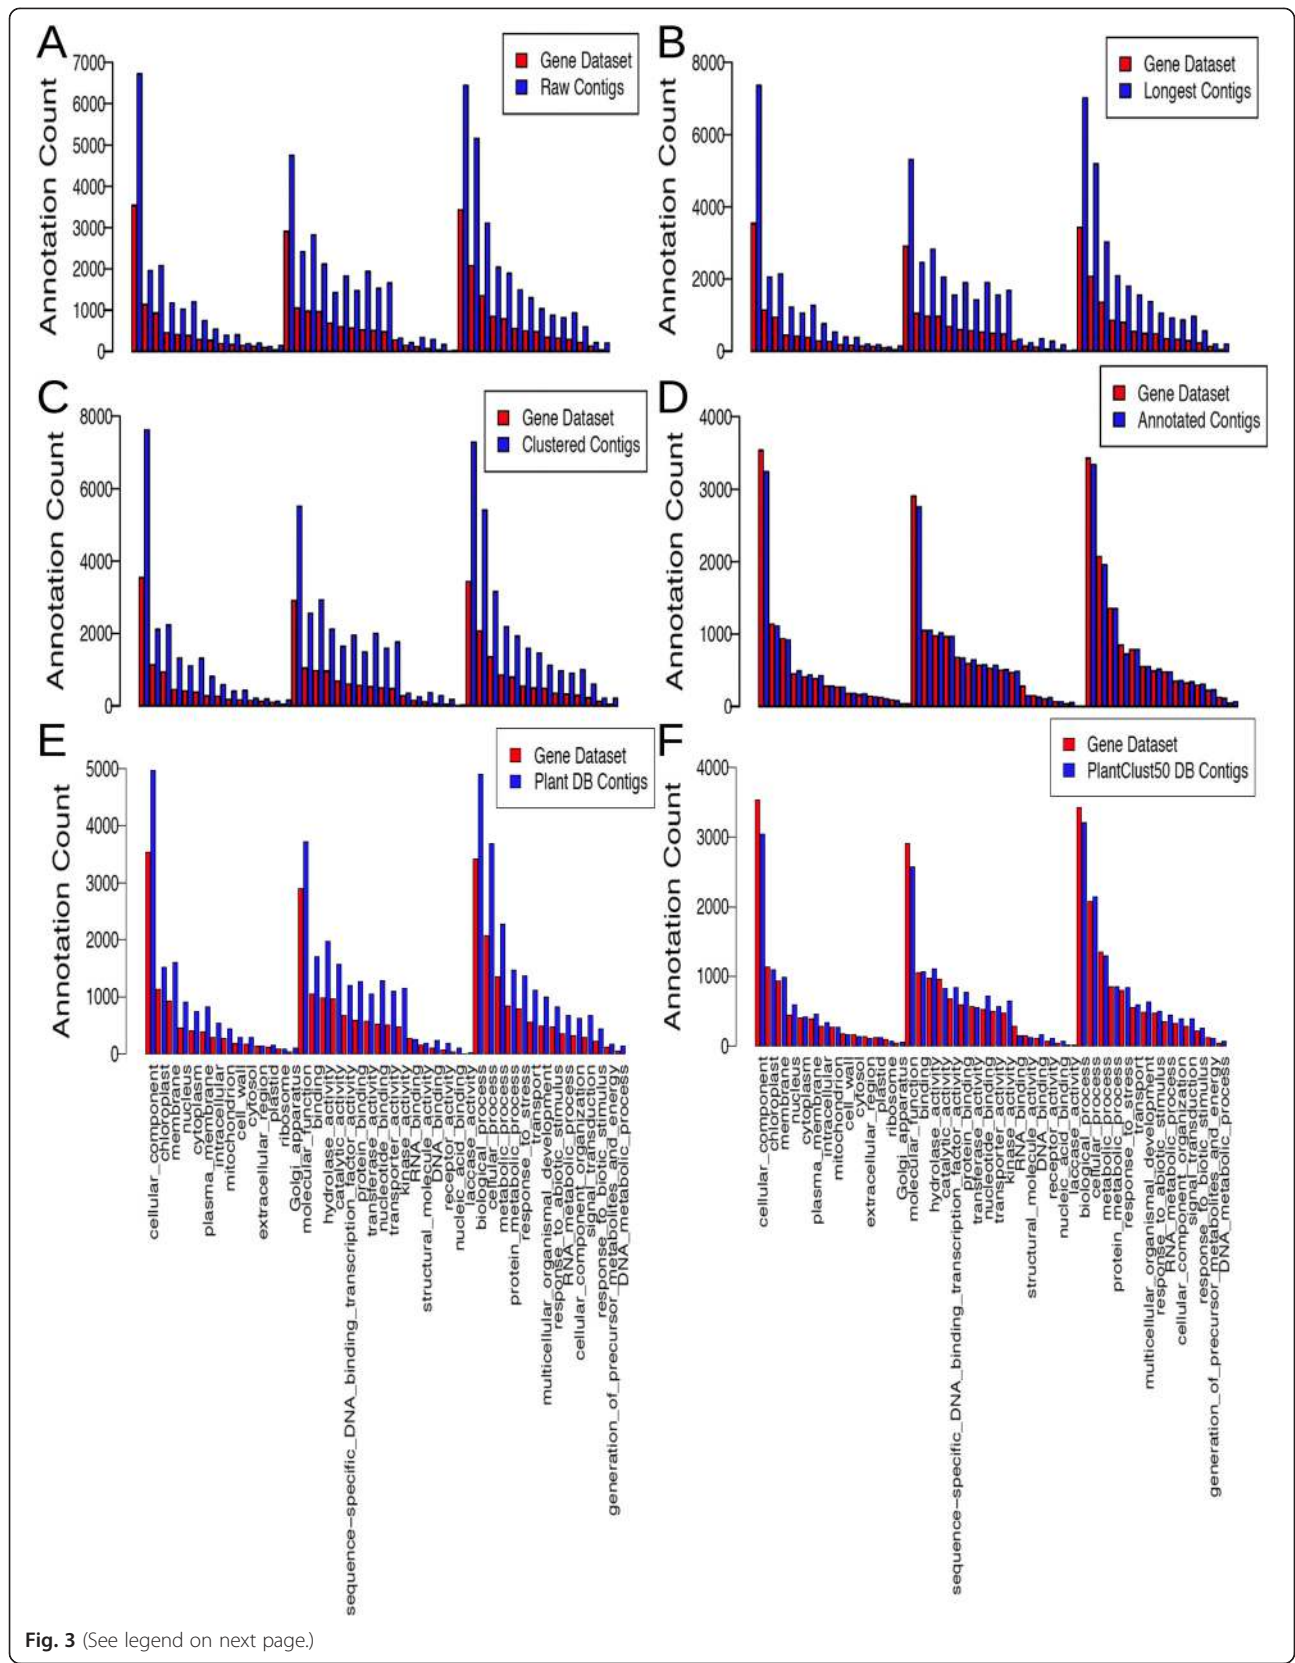 A
Annotation Count
7000
6000
5000
4000
3000
2000
1000
0
Gene Dataset
Raw Contigs
B
Annotation Count
8000
6000
4000
2000
0
Gene Dataset
Longest Contigs
C
Annotation Count
8000
6000
4000
2000
0
Gene Dataset
Clustered Contigs
D
Annotation Count
4000
3000
2000
1000
0
Gene Dataset
Annotated Contigs
E
Annotation Count
5000
4000
3000
2000
1000
0
Gene Dataset
Plant DB Contigs
cellular_component
chloroplast
membrane
nucleus
cytoplasm
plasma_membrane
intracellular
mitochondrion
cell_wall
cytosol
extracellular_region
plastid
ribosome
Golgi_apparatus
molecular_function
binding
hydrolase_activity
catalytic_activity
sequence-specific_DNA_binding_transcription_factor_activity
protein_binding
transferase_activity
nucleotide_binding
transporter_activity
kinase_activity
RNA_binding
structural_molecule_activity
DNA_binding
receptor_activity
nucleic_acid_binding
laccase_activity
biological_process
cellular_process
metabolic_process
protein_metabolic_process
response_to_stress
transport
multicellular_organismal_development
response_to_abiotic_stimulus
RNA_metabolic_process
cellular_component_organization
signal_transduction
response_to_biotic_stimulus
generation_of_precursor_metabolites_and_energy
DNA_metabolic_process
F
Annotation Count
4000
3000
2000
1000
0
Gene Dataset
PlantClust50 DB Contigs
cellular_component
chloroplast
membrane
nucleus
cytoplasm
plasma_membrane
intracellular
mitochondrion
cell_wall
cytosol
extracellular_region
plastid
ribosome
Golgi_apparatus
molecular_function
binding
hydrolase_activity
catalytic_activity
sequence-specific_DNA_binding_transcription_factor_activity
protein_binding
transferase_activity
nucleotide_binding
transporter_activity
kinase_activity
RNA_binding
structural_molecule_activity
DNA_binding
receptor_activity
nucleic_acid_binding
laccase_activity
biological_process
cellular_process
metabolic_process
protein_metabolic_process
response_to_stress
transport
multicellular_organismal_development
response_to_abiotic_stimulus
RNA_metabolic_process
cellular_component_organization
signal_transduction
response_to_biotic_stimulus
generation_of_precursor_metabolites_and_energy
DNA_metabolic_process
Fig. 3 (See legend on next page.)